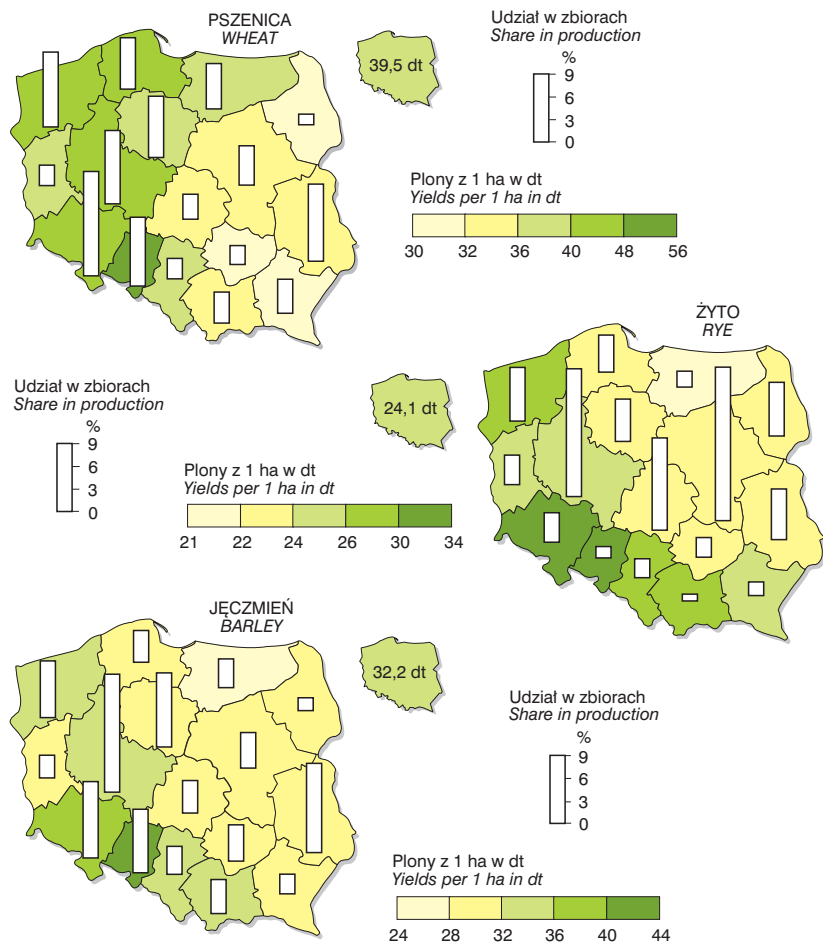 PSZENICA
WHEAT
39,5 dt
Udział w zbiorach
Share in production
%
9
6
3
0
Plony z 1 ha w dt
Yields per 1 ha in dt
30 32 36 40 48 56
ŻYTO
RYE
Udział w zbiorach
Share in production
%
9
6
3
0
24,1 dt
Plony z 1 ha w dt
Yields per 1 ha in dt
21 22 24 26 30 34
JĘCZMIEŃ
BARLEY
32,2 dt
Udział w zbiorach
Share in production
%
9
6
3
0
Plony z 1 ha w dt
Yields per 1 ha in dt
24 28 32 36 40 44